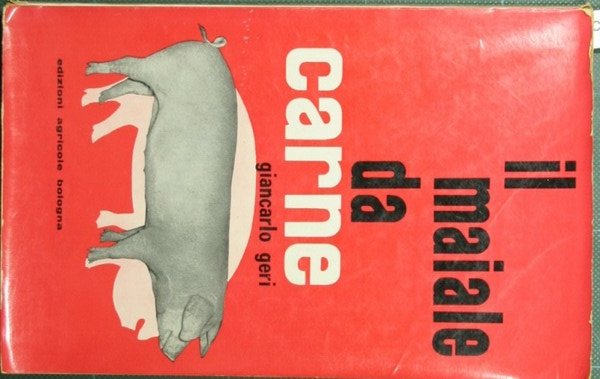 il
maiale
da
carne
giancarlo geri
edizioni agricole bologna